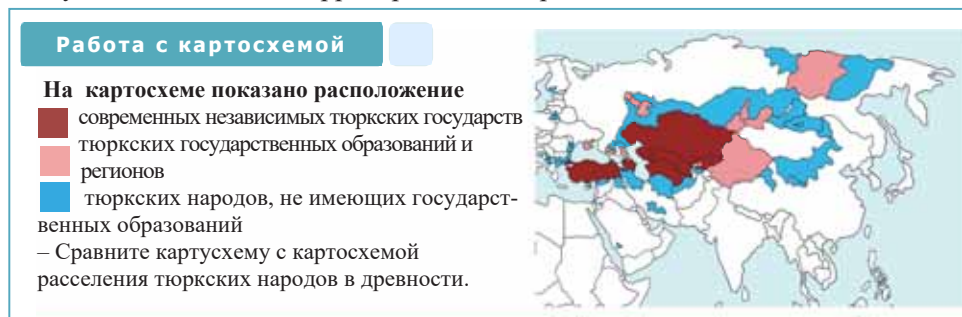 Работа с картосхемой
На картосхеме показано расположение
современных независимых тюркских государств
тюркских государственных образований и
регионов
тюркских народов, не имеющих государст-
венных образований
– Сравните картусхему с картосхемой
расселения тюркских народов в древности.